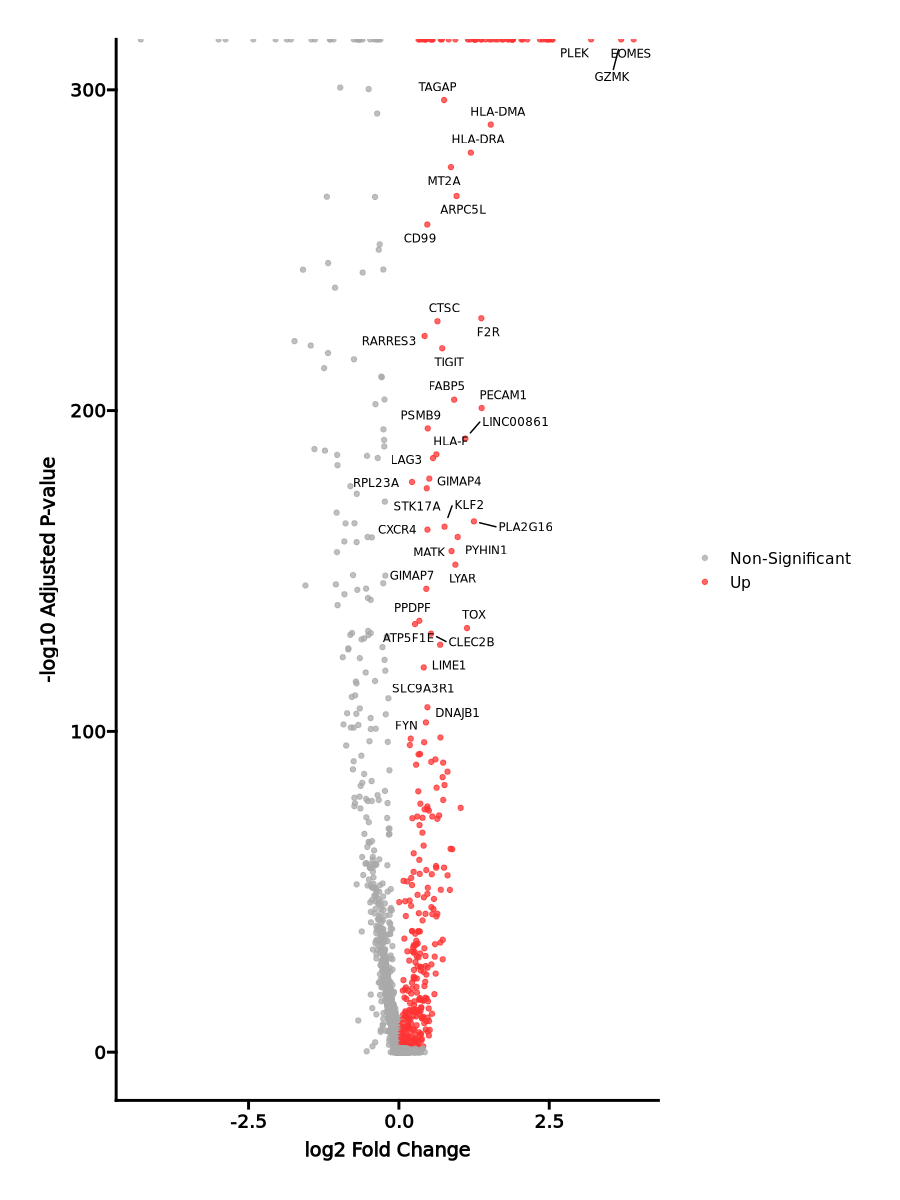 PLEK
EOMES
GZMK
300
TAGAP
HLA-DMA
HLA-DRA
MT2A
ARPC5L
CD99
CTSC
F2R
RARRES3
TIGIT
FABP5
PECAM1
200
PSMB9
LINC00861
HLA-F
LAG3
RPL23A
GIMAP4
STK17A
KLF2
CXCR4
PLA2G16
MATK
PYHIN1
Non-Significant
GIMAP7
LYAR
Up
PPDPF
TOX
ATP5F1E
CLEC2B
LIME1
SLC9A3R1
DNAJB1
FYN
100
0
-log10 Adjusted P-value
-2.5
0.0
2.5
log2 Fold Change